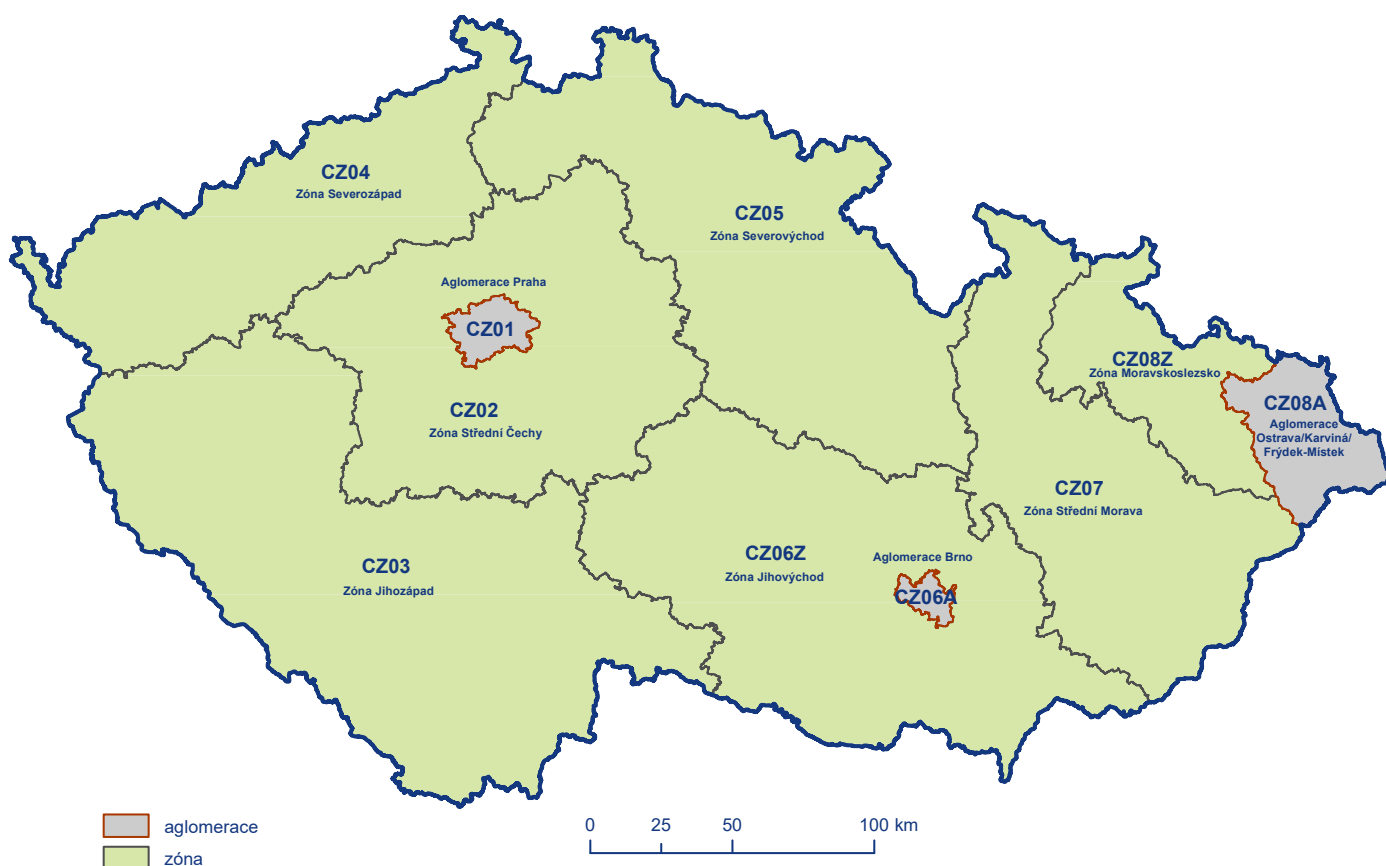 CZ04
Zóna Severozápad
CZ05
Zóna Severovýchod
Aglomerace Praha
CZ01
CZ02
Zóna Střední Čechy
CZ08Z
Zóna Moravskoslezsko
CZ08A
Aglomerace
Ostrava/Karviná/
Frýdek-Místek
CZ07
Zóna Střední Morava
CZ03
Zóna Jihozápad
CZ06Z
Zóna Jihovýchod
Aglomerace Brno
CZ06A
aglomerace
zóna
0 25 50 100 km